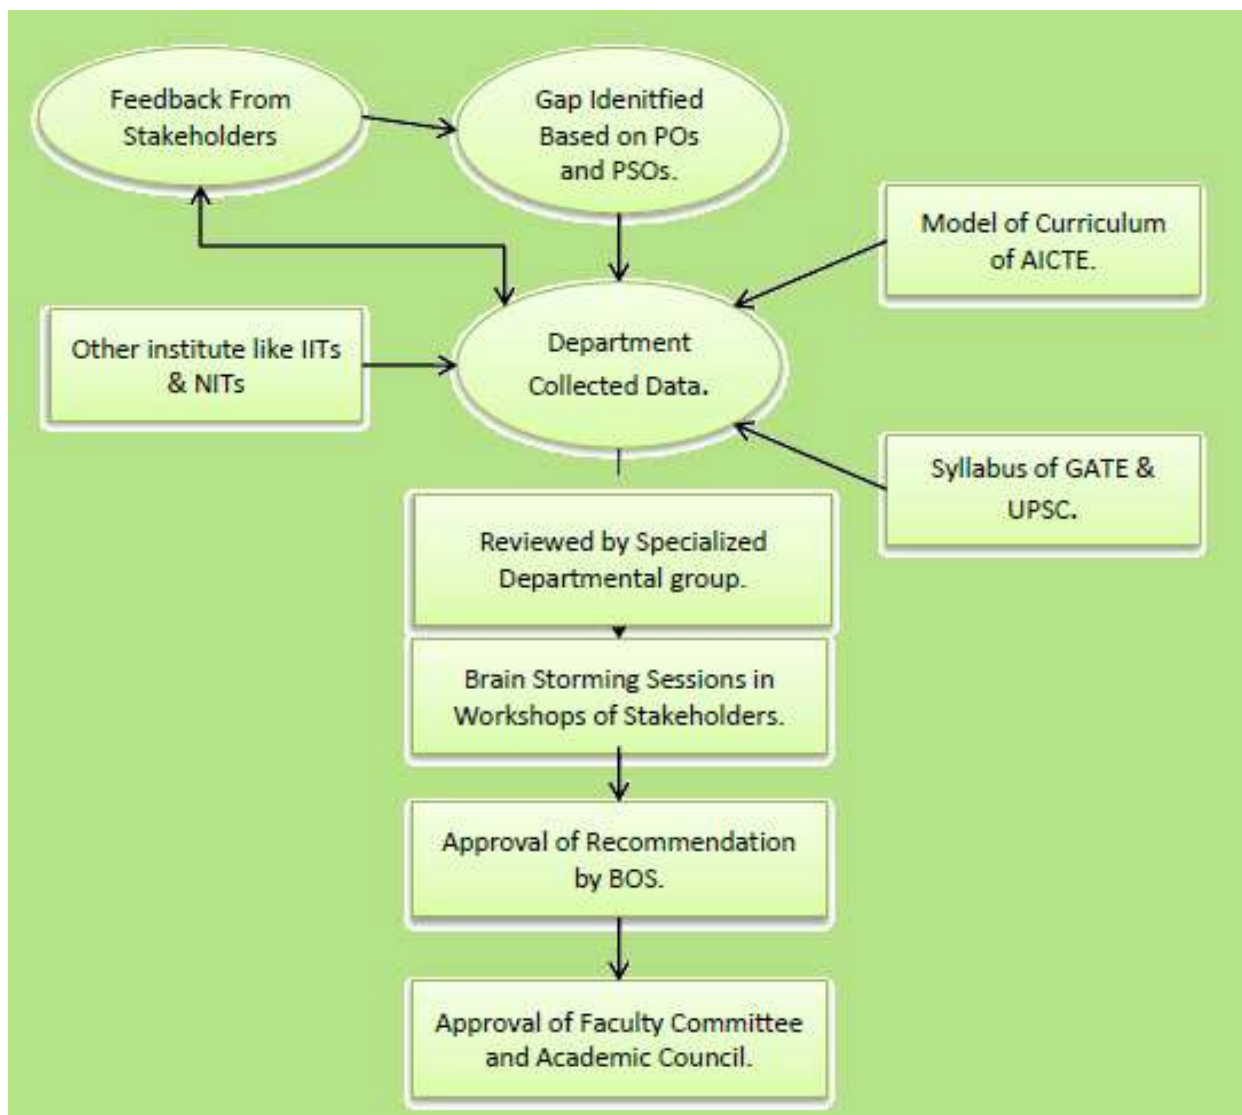 Feedback From
Stakeholders
Gap Idenitfied
Based on POs
and PSOs.
Model of Curriculum
of AICTE.
Other institute like IITs
& NITs
Department
Collected Data.
Syllabus of GATE &
UPSC.
Reviewed by Specialized
Departmental group.
Brain Storming Sessions in
Workshops of Stakeholders.
Approval of Recommendation
by BOS.
Approval of Faculty Committee
and Academic Council.